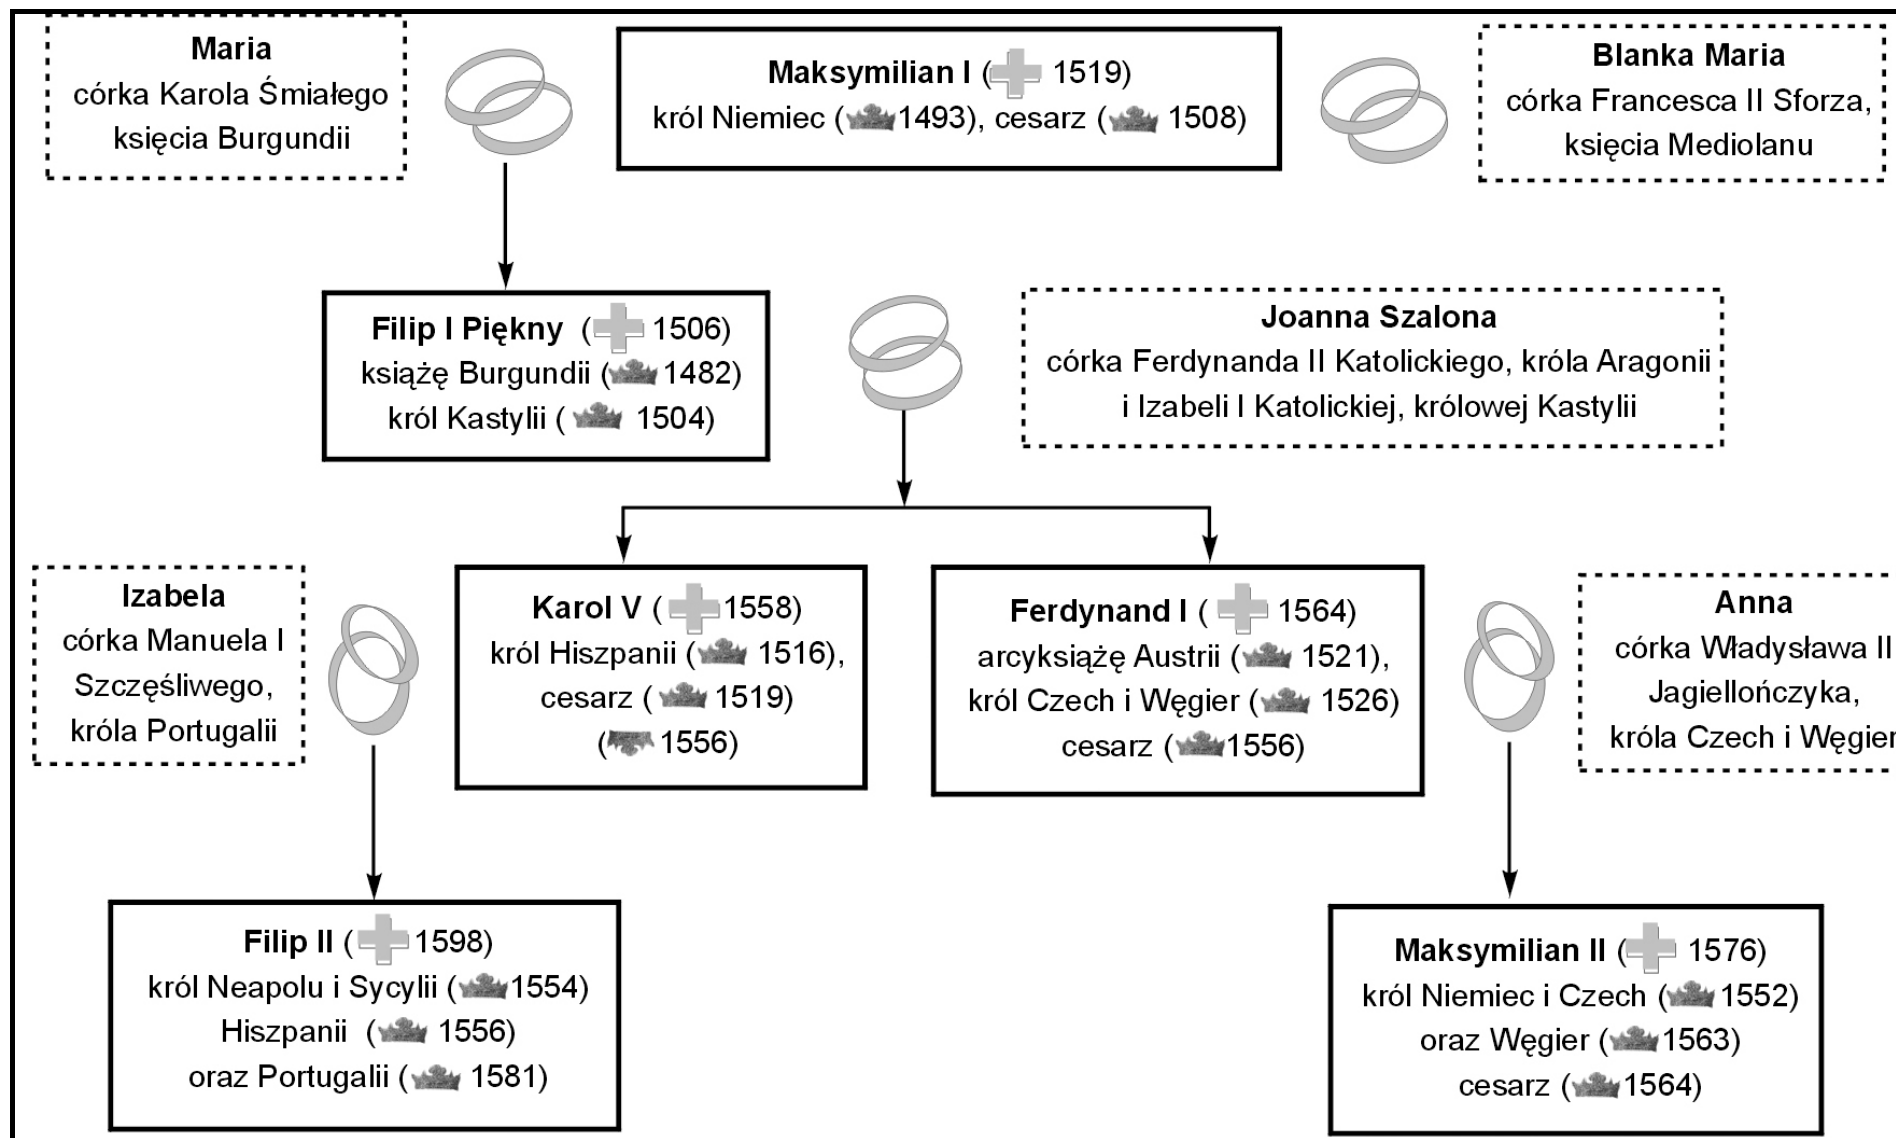 Maria
córka Karola Śmiałego
księcia Burgundii
Maksymilian I ( 1519)
król Niemiec ( 1493), cesarz ( 1508)
Blanka Maria
córka Francesca II Sforza,
księcia Mediolanu
Filip I Piękny ( 1506)
książę Burgundii ( 1482)
król Kastylii ( 1504)
Joanna Szalona
córka Ferdynanda II Katolickiego, króla Aragonii
i Izabeli I Katolickiej, królowej Kastylii
Izabela
córka Manuela I
Szczęśliwego,
króla Portugalii
Karol V ( 1558)
król Hiszpanii ( 1516),
cesarz ( 1519)
( 1556)
Ferdynand I ( 1564)
arcyksiążę Austrii ( 1521),
król Czech i Węgier ( 1526
cesarz ( 1556)
Anna
córka Władysława II
Jagiellończyka,
króla Czech i Węgier
Filip II ( 1598)
król Neapolu i Sycylii ( 1554)
Hiszpanii ( 1556)
oraz Portugalii ( 1581)
Maksymilian II ( 1576)
król Niemiec i Czech ( 1552)
oraz Węgier ( 1563)
cesarz ( 1564)